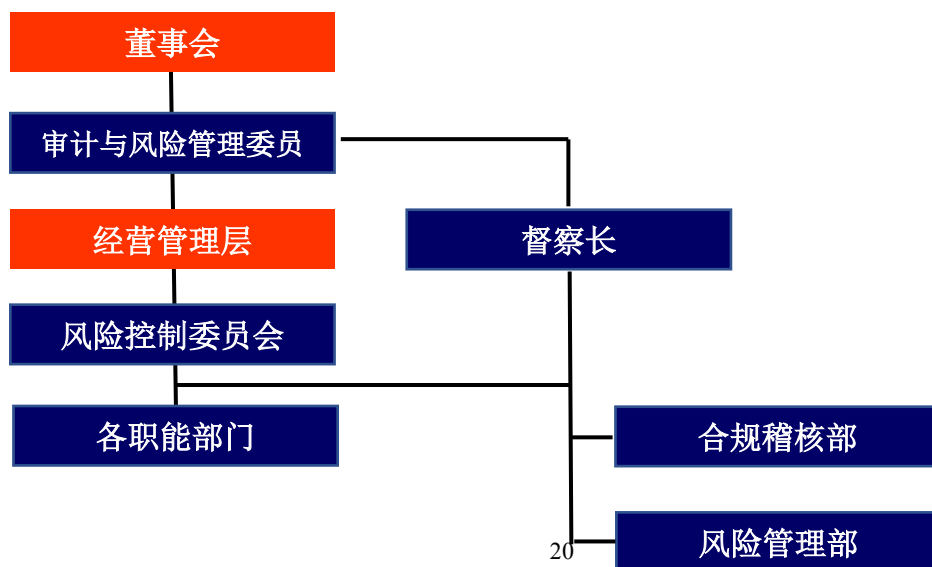 董事会
审计与风险管理委员
经营管理层
督察长
风险控制委员会
各职能部门
合规稽核部
风险管理部
20